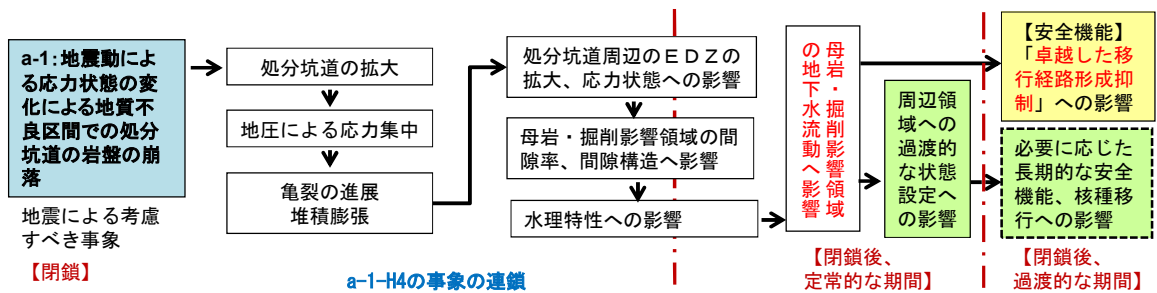 a-1:地震動によ
る応力状態の変
化による地質不
良区間での処分
坑道の岩盤の崩
落
地震による考慮
すべき事象
【閉鎖】
処分坑道の拡大
地圧による応力集中
亀裂の進展
堆積膨張
a-1-H4の事象の連鎖
処分坑道周辺のEDZの
拡大、応力状態への影響
母岩・掘削影響領域の間
隙率、間隙構造へ影響
水理特性への影響
母岩・掘削影響領域
の地下水流動へ影響
周辺領
域への
過渡的
な状態
設定へ
の影響
【閉鎖後、
定常的な期間】
【安全機能】
「卓越した移
行経路形成抑
制」への影響
必要に応じた
長期的な安全
機能、核種移
行への影響
【閉鎖後、
過渡的な期間】